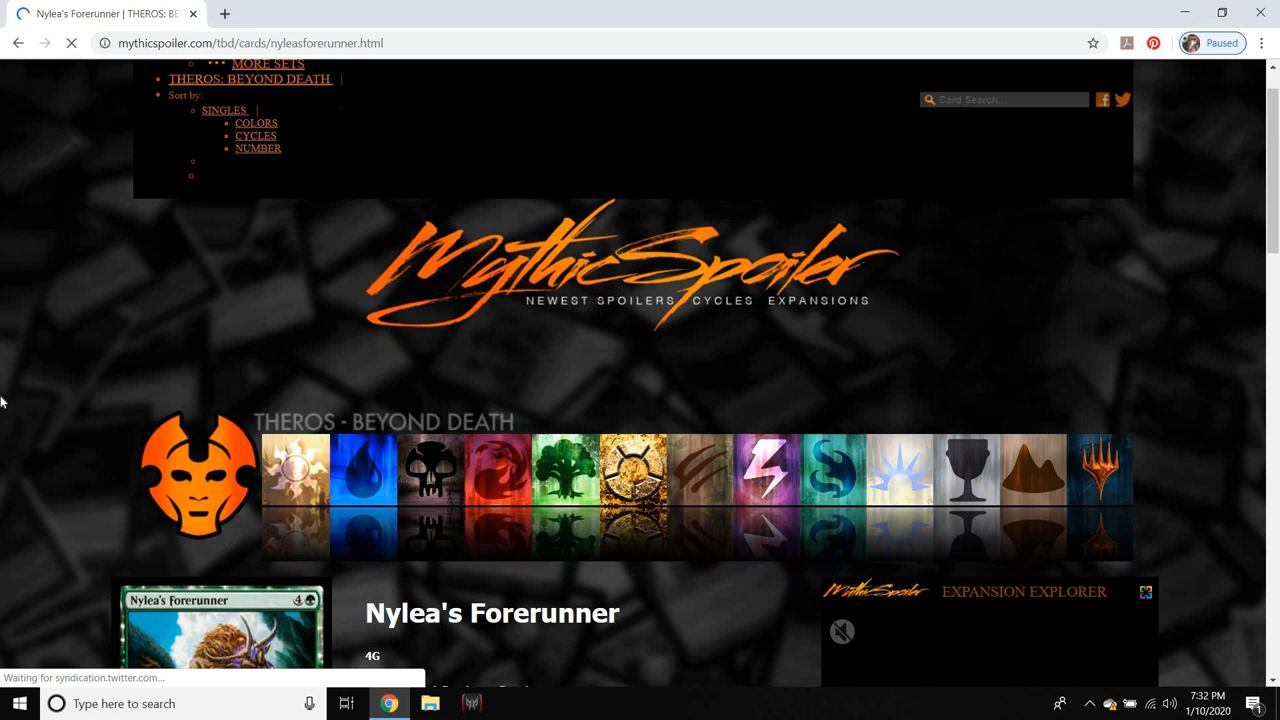 Nylea's Forerunner | THEROS: BE
mythicspoiler.com/tbd/cards/nyleasforerunner.html
Paused
MORE SETS
THEROS: BEYOND DEATH |
Sort by:
SINGLES |
COLORS
CYCLES
NUMBER
Card Search...
MythicSpoiler
NEWEST SPOILERS CYCLES EXPANSIONS
THEROS - BEYOND DEATH
Nylea's Forerunner 4
Nylea's Forerunner
4G
MythicSpoiler EXPANSION EXPLORER
Waiting for syndication.twitter.com...
Type here to search
7:32 PM
1/10/2020
1